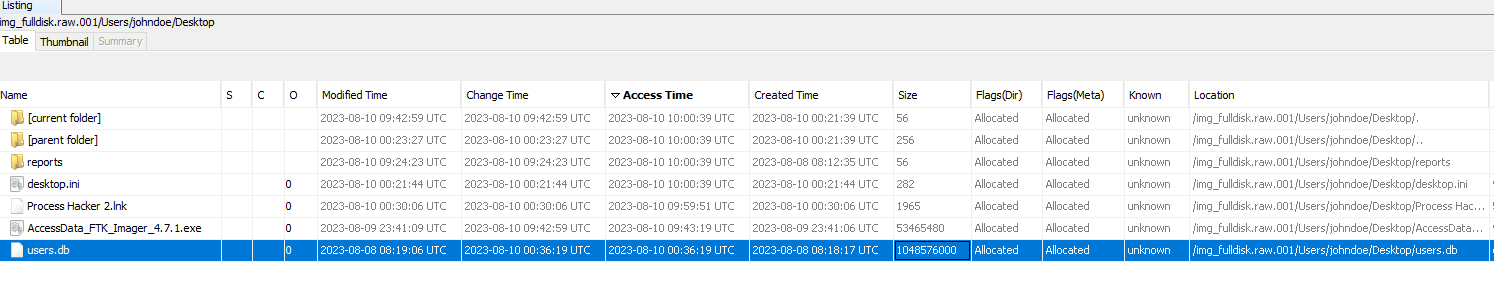 Listing
img_fulldisk.raw.001/Users/johndoe/Desktop
Table Thumbnail Summary
Name S C O Modified Time Change Time Access Time Created Time Size Flags(Dir) Flags(Meta) Known Location
[current folder] 2023-08-10 09:42:59 UTC 2023-08-10 09:42:59 UTC 2023-08-10 10:00:39 UTC 2023-08-10 00:21:39 UTC 56 Allocated Allocated unknown /img_fulldisk.raw.001/Users/johndoe/Desktop/.
[parent folder] 2023-08-10 00:23:27 UTC 2023-08-10 00:23:27 UTC 2023-08-10 10:00:39 UTC 2023-08-10 00:21:39 UTC 256 Allocated Allocated unknown /img_fulldisk.raw.001/Users/johndoe/Desktop/..
reports 2023-08-10 09:24:23 UTC 2023-08-10 09:24:23 UTC 2023-08-10 10:00:39 UTC 2023-08-08 08:12:35 UTC 56 Allocated Allocated unknown /img_fulldisk.raw.001/Users/johndoe/Desktop/reports
desktop.ini 0 2023-08-10 00:21:44 UTC 2023-08-10 00:21:44 UTC 2023-08-10 10:00:39 UTC 2023-08-10 00:21:44 UTC 282 Allocated Allocated unknown /img_fulldisk.raw.001/Users/johndoe/Desktop/desktop.ini
Process Hacker 2.lnk 0 2023-08-10 00:30:06 UTC 2023-08-10 00:30:06 UTC 2023-08-10 09:59:51 UTC 2023-08-10 00:30:06 UTC 1965 Allocated Allocated unknown /img_fulldisk.raw.001/Users/johndoe/Desktop/Process Hac...
AccessData_FTK_Imager_4.7.1.exe 0 2023-08-09 23:41:09 UTC 2023-08-10 09:42:59 UTC 2023-08-10 09:43:19 UTC 2023-08-09 23:41:06 UTC 53465480 Allocated Allocated unknown /img_fulldisk.raw.001/Users/johndoe/Desktop/AccessData...
users.db 0 2023-08-08 08:19:06 UTC 2023-08-10 00:36:19 UTC 2023-08-10 00:36:19 UTC 2023-08-08 08:18:17 UTC 1048576000 Allocated Allocated unknown /img_fulldisk.raw.001/Users/johndoe/Desktop/users.db